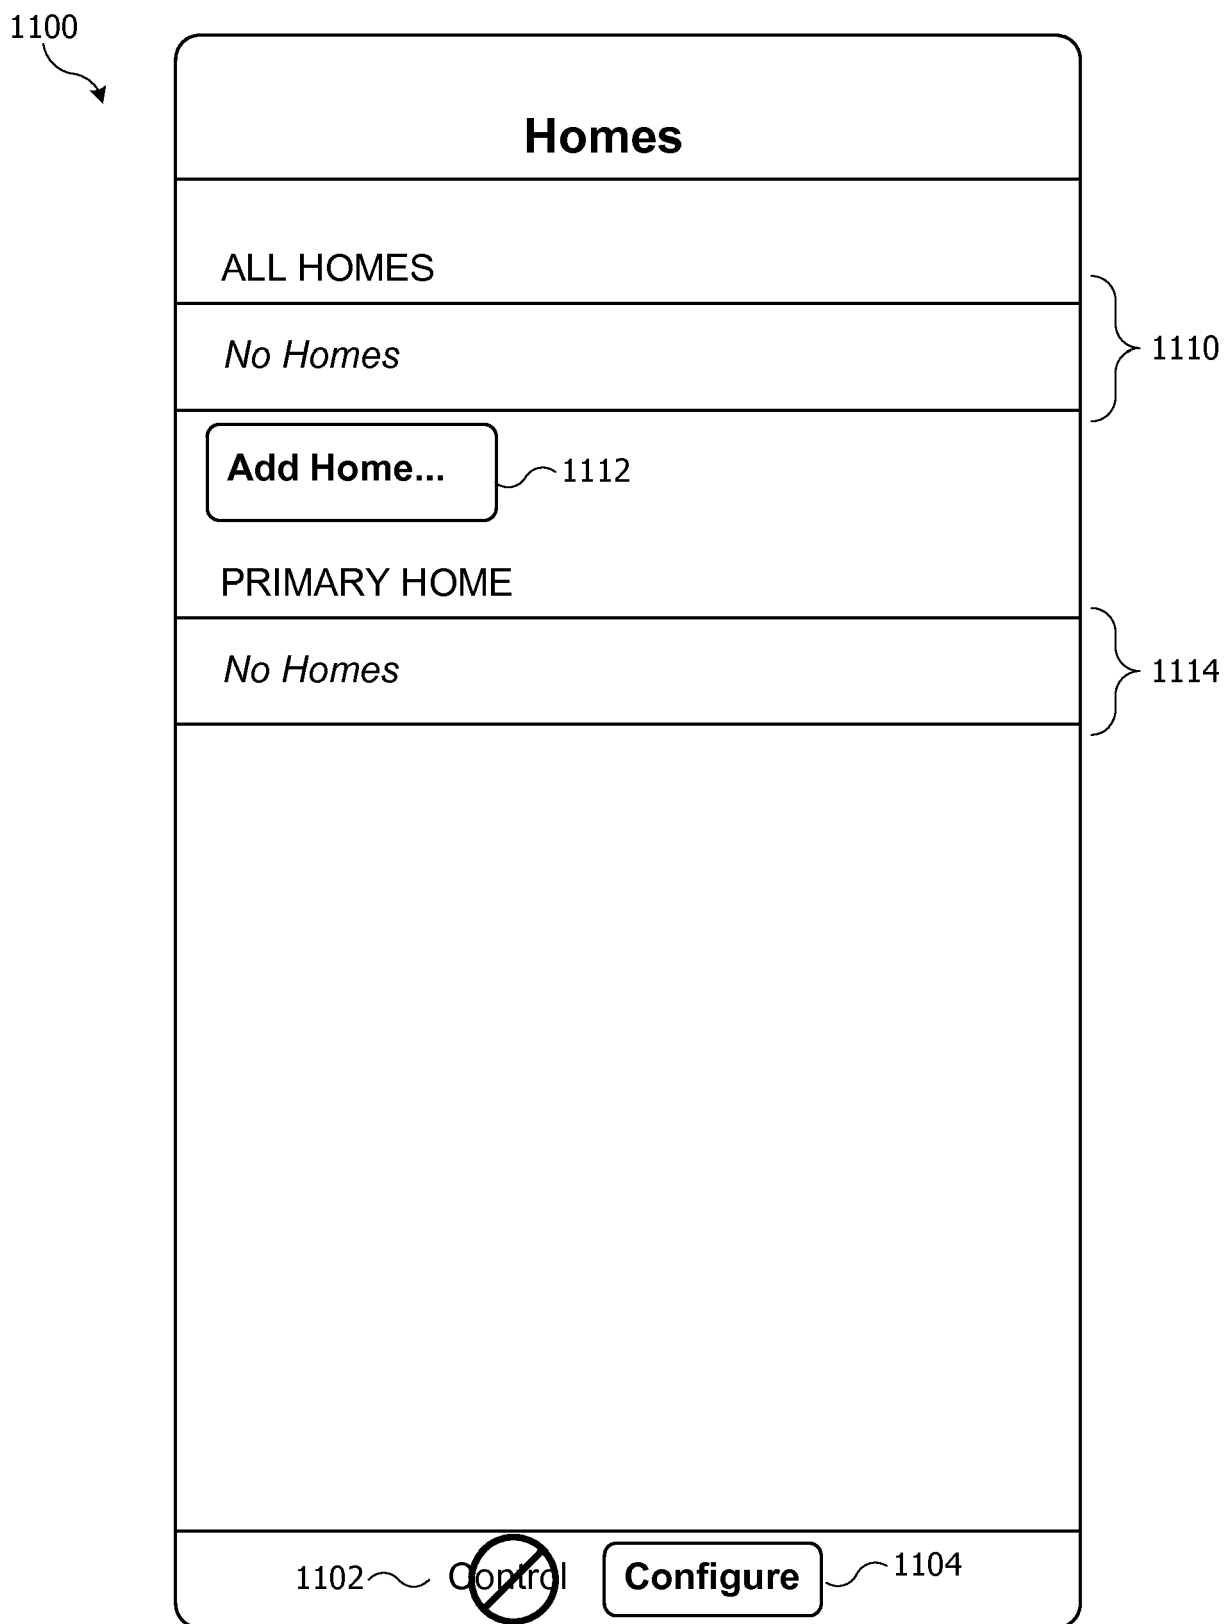 1100
Homes
ALL HOMES
No Homes
1110
Add Home...
1112
PRIMARY HOME
No Homes
1114
1102
Control
Configure
1104